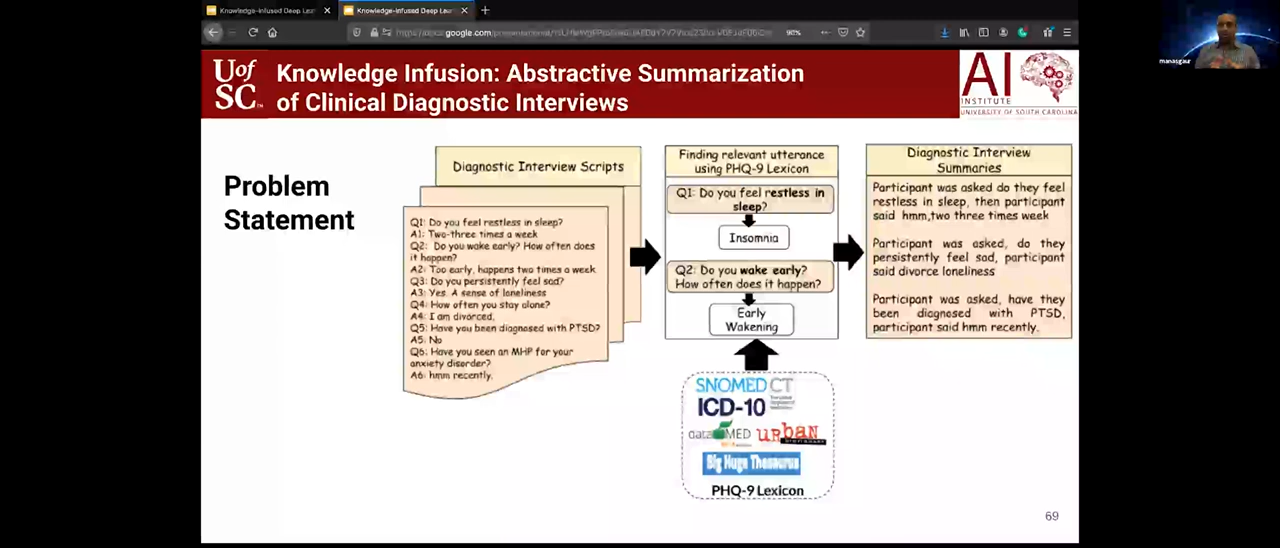 Knowledge-Infused Deep Lear
Knowledge-Infused Deep Lear
google.com
90%
manasgaur
U of SC
Knowledge Infusion: Abstractive Summarization
of Clinical Diagnostic Interviews
AI
INSTITUTE
UNIVERSITY OF SOUTH CAROLINA
Problem
Statement
Diagnostic Interview Scripts
Q1: Do you feel restless in sleep?
A1: Two-three times a week
Q2: Do you wake early? How often does
it happen?
A2: Too early, happens two times a week
Q3: Do you persistently feel sad?
A3: Yes. A sense of loneliness
Q4: How often you stay alone?
A4: I am divorced.
Q5: Have you been diagnosed with PTSD?
A5: No
Q6: Have you seen an MHP for your
anxiety disorder?
A6: hmm recently.
Finding relevant utterance
using PHQ-9 Lexicon
Q1: Do you feel restless in
sleep?
Insomnia
Q2: Do you wake early?
How often does it happen?
Early
Wakening
SNOMED CT
ICD-10
data MED
URBAN
Big Huge Thesaurus
PHQ-9 Lexicon
Diagnostic Interview
Summaries
Participant was asked do they feel
restless in sleep, then participant
said hmm,two three times week
Participant was asked, do they
persistently feel sad, participant
said divorce loneliness
Participant was asked, have they
been diagnosed with PTSD,
participant said hmm recently.
69